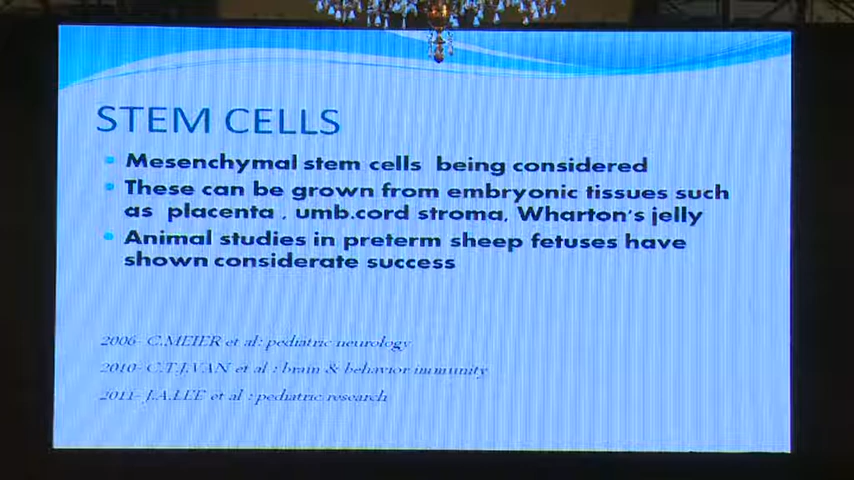 STEM CELLS
Mesenchymal stem cells being considered
These can be grown from embryonic tissues such
as placenta , umb.cord stroma, Wharton's jelly
Animal studies in preterm sheep fetuses have
shown considerate success
2006- C.MEIER et al: pediatric neurology
2010- C.T.J.VAN et al : brain & behavior immunity
2011- J.A.LEE et al : pediatric research